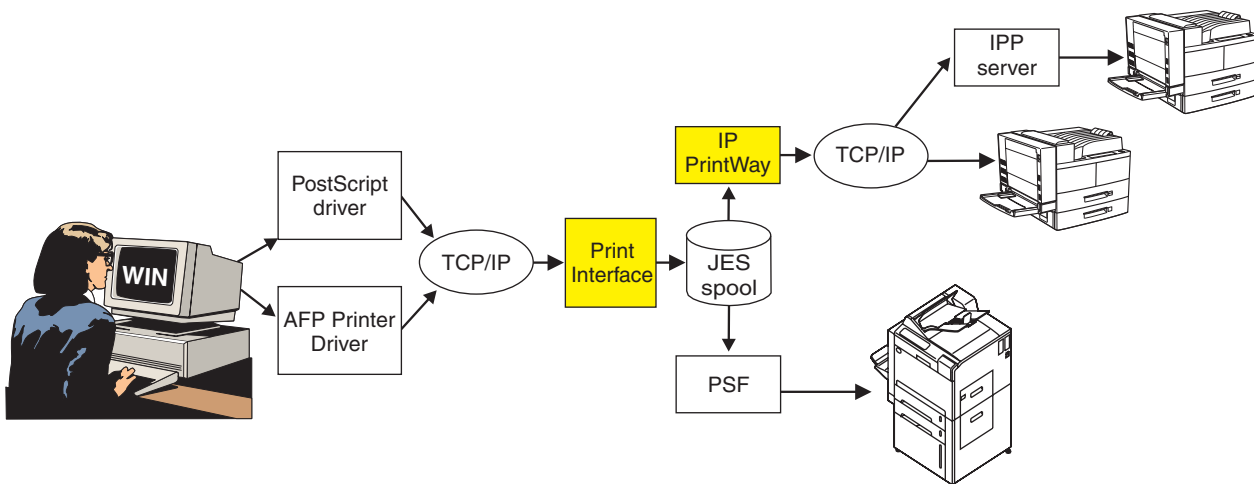 WIN
PostScript
driver
AFP Printer
Driver
TCP/IP
Print
Interface
JES
spool
IP
PrintWay
TCP/IP
IPP
server
PSF